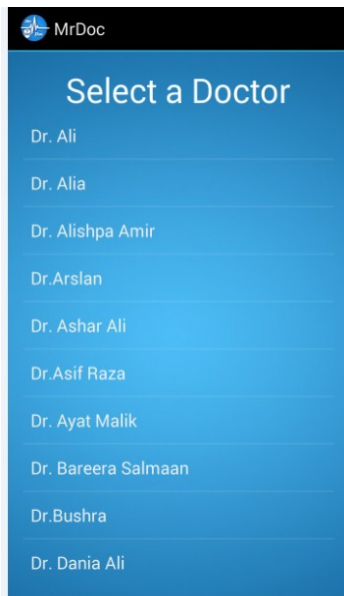 MrDoc
Select a Doctor
Dr. Ali
Dr. Alia
Dr. Alishpa Amir
Dr.Arslan
Dr. Ashar Ali
Dr.Asif Raza
Dr. Ayat Malik
Dr. Bareera Salmaan
Dr.Bushra
Dr. Dania Ali